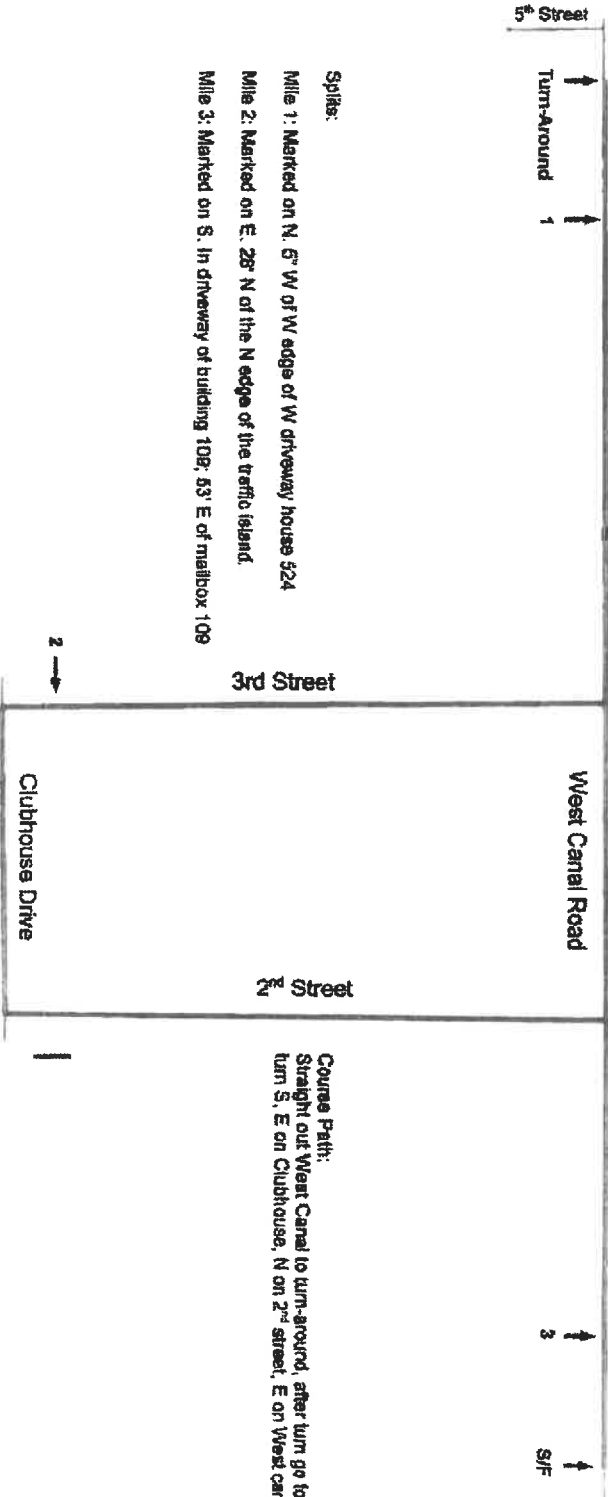 5th Street
Turn-Around
1
West Canal Road
3
S/F
Splits:
Mile 1: Marked on N. 6" W of W edge of W driveway house 524
Mile 2: Marked on E. 28' N of the N edge of the traffic island.
Mile 3: Marked on S. In driveway of building 109; 53' E of mailbox 109
3rd Street
2nd Street
Course Path:
Straight out West Canal to turn-around, after turn go to
turn S, E on Clubhouse, N on 2nd street, E on West
2
Clubhouse Drive